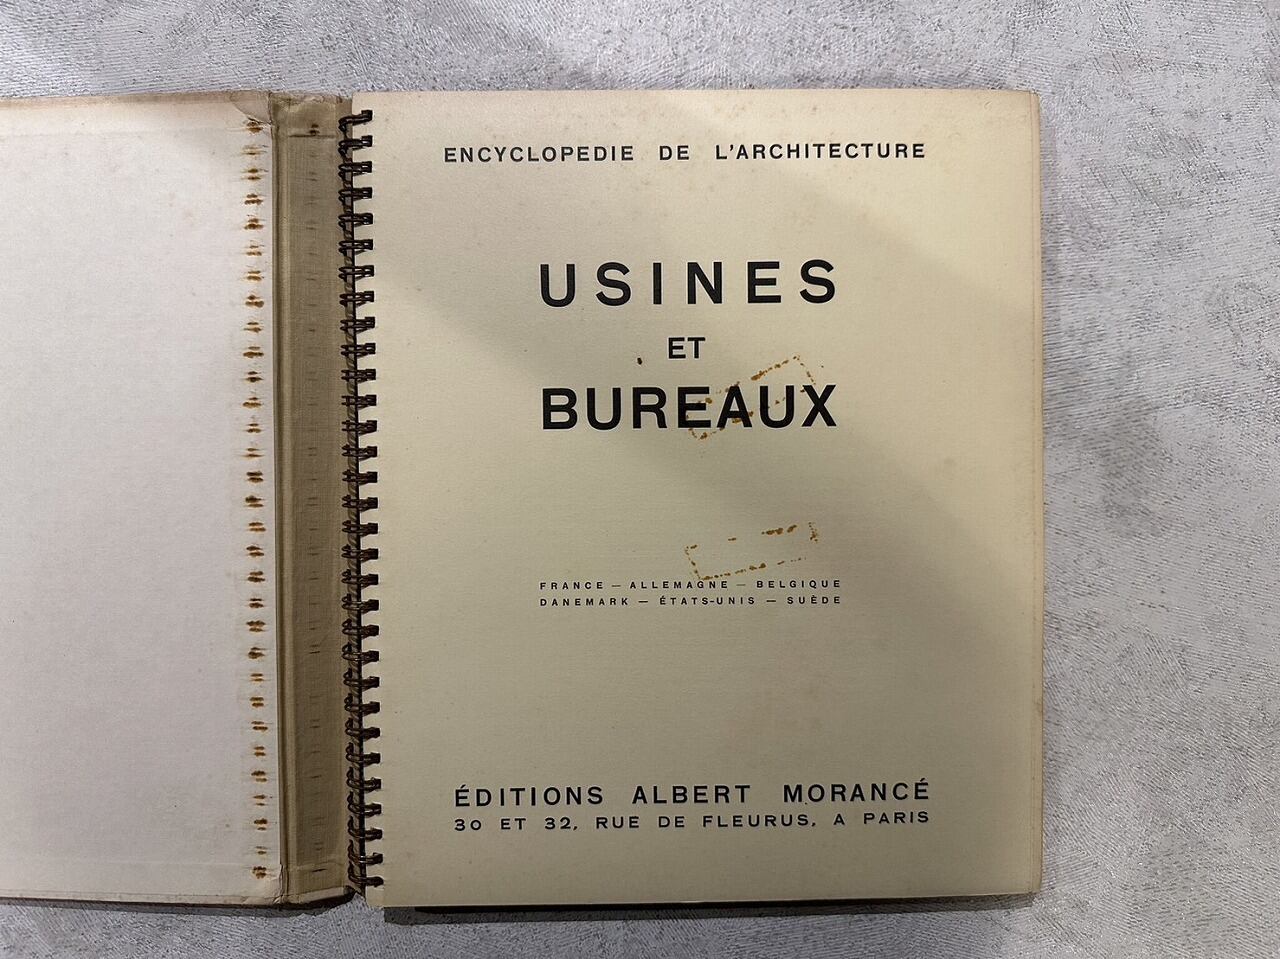 ENCYCLOPEDIE DE L'ARCHITECTURE
USINES
ET
BUREAUX
FRANCE — ALLEMAGNE — BELGIQUE
DANEMARK — ÉTATS-UNIS — SUÈDE
ÉDITIONS ALBERT MORANCÉ
30 ET 32, RUE DE FLEURUS, A PARIS